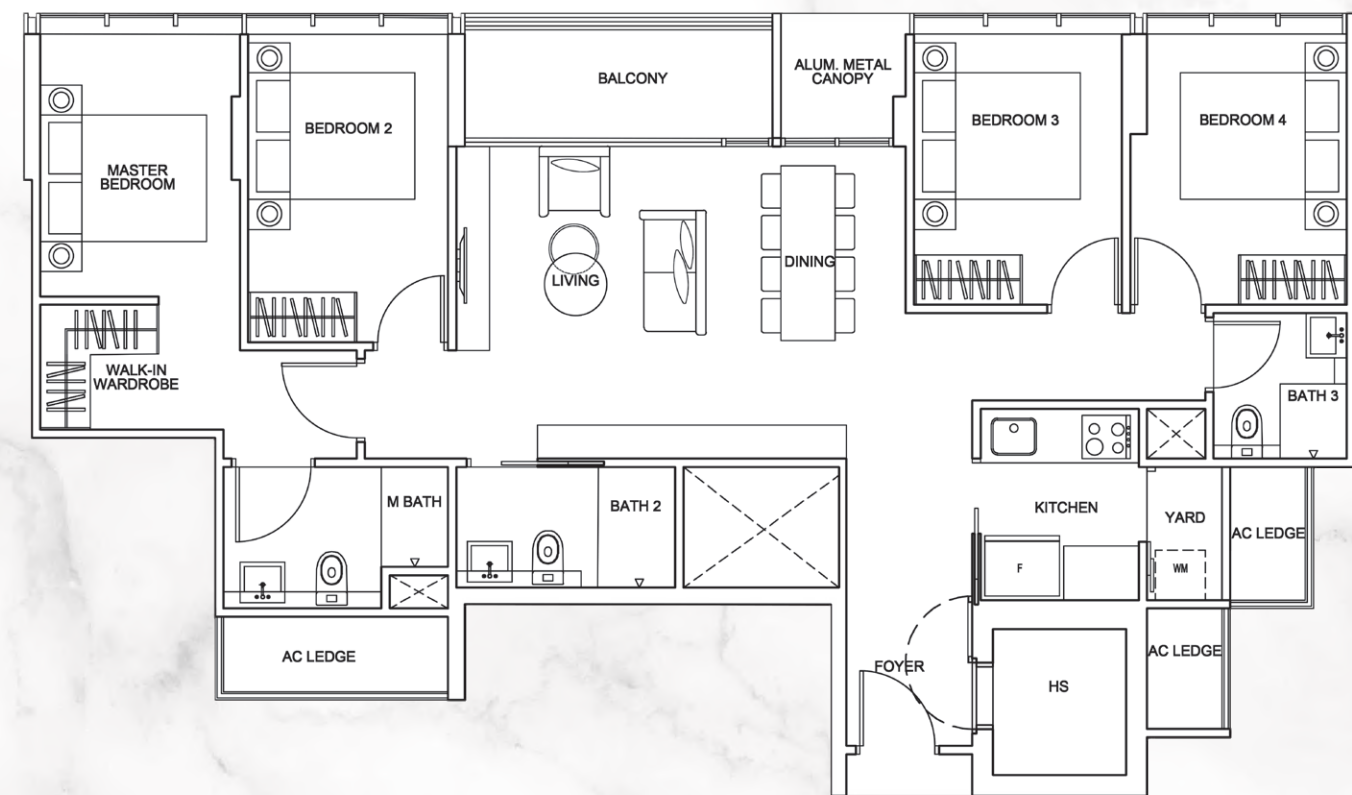 BALCONY
ALUM. METAL
CANOPY
BEDROOM 2
BEDROOM 3
BEDROOM 4
MASTER
BEDROOM
LIVING
DINING
WALK-IN
WARDROBE
BATH 3
M BATH
BATH 2
KITCHEN
YARD
AC LEDGE
F
WM
AC LEDGE
FOYER
HS
AC LEDGE